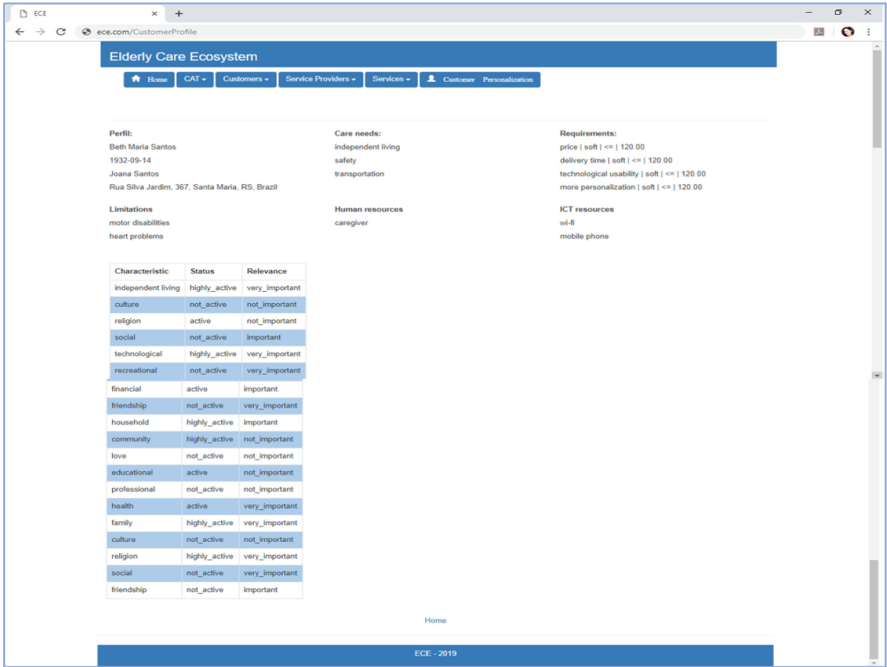 ECE
ece.com/CustomerProfile
Elderly Care Ecosystem
Home CAT Customers Service Providers Services Customer Personalization
Perfil:
Beth Maria Santos
1932-09-14
Joana Santos
Rua Silva Jardim, 367, Santa Maria, RS, Brazil
Care needs:
independent living
safety
transportation
Requirements:
price | soft | <= | 120.00
delivery time | soft | <= | 120.00
technological usability | soft | <= | 120.00
more personalization | soft | <= | 120.00
Limitations
motor disabilities
heart problems
Human resources
caregiver
ICT resources
wi-fi
mobile phone
Characteristic Status Relevance
independent living highly_active very_important
culture not_active not_important
religion active not_important
social not_active important
technological highly_active very_important
recreational not_active very_important
financial active important
friendship not_active very_important
household highly_active important
community highly_active not_important
love not_active not_important
educational active not_important
professional not_active not_important
health active very_important
family highly_active very_important
culture not_active not_important
religion highly_active very_important
social not_active very_important
friendship not_active important
Home
ECE - 2019